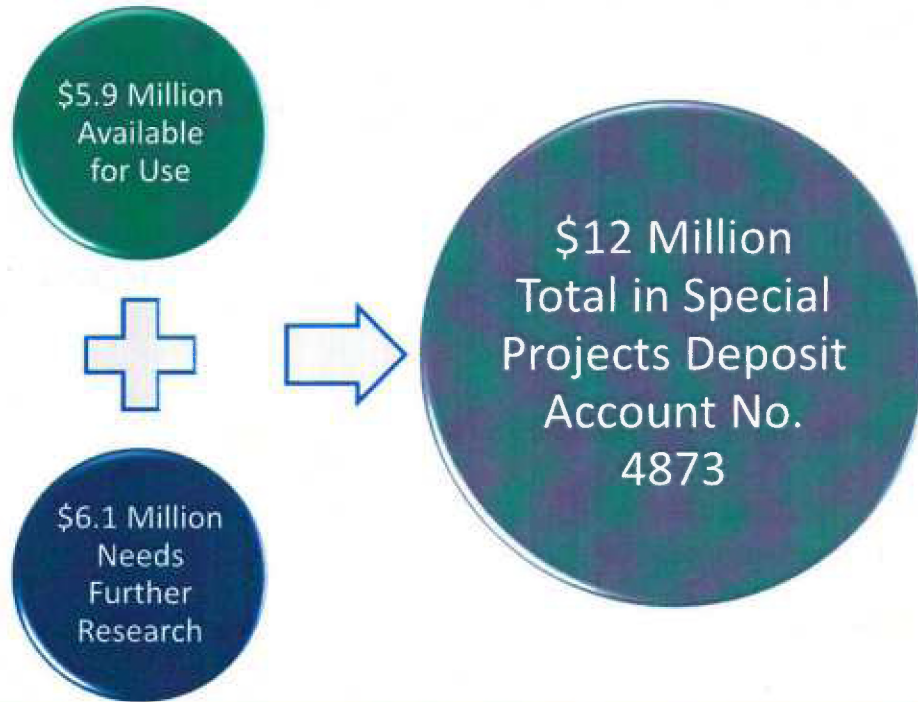 $5.9 Million
Available
for Use
$6.1 Million
Needs
Further
Research
$12 Million
Total in Special
Projects Deposit
Account No.
4873